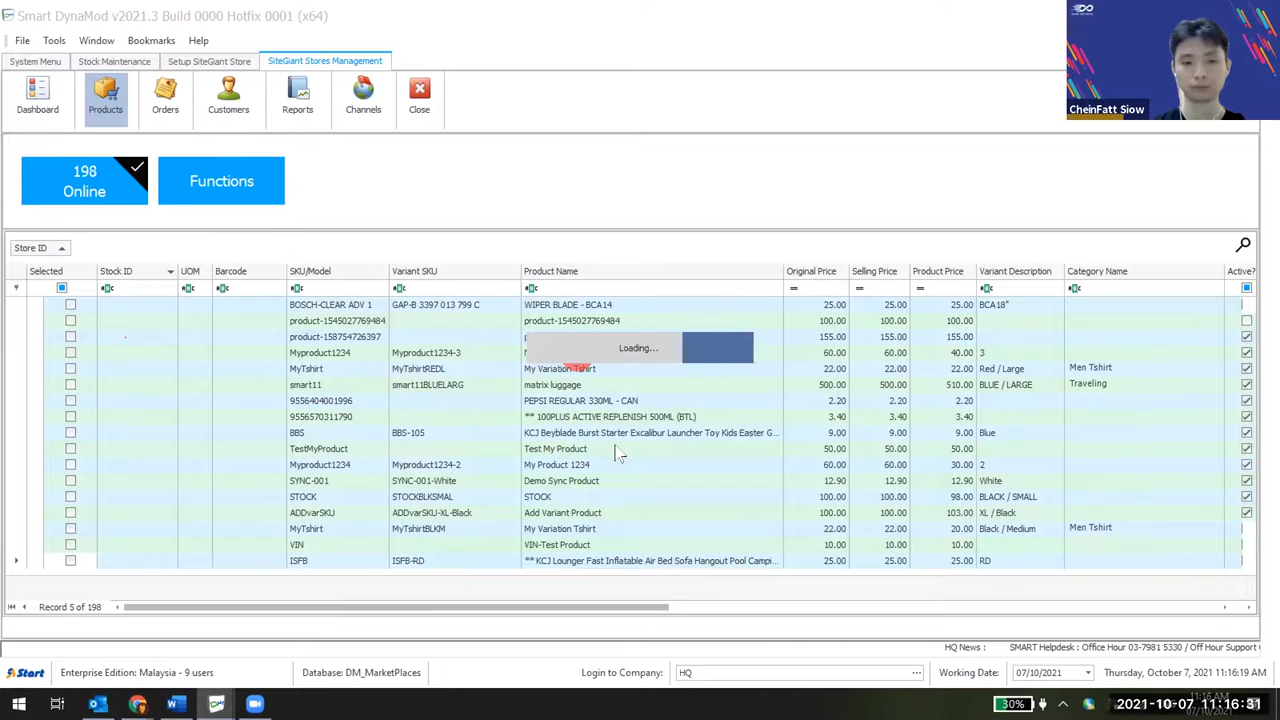 Smart DynaMod v2021.3 Build 0000 Hotfix 0001 (x64)
File Tools Window Bookmarks Help
System Menu Stock Maintenance Setup SiteGiant Store SiteGiant Stores Management
Dashboard Products Orders Customers Reports Channels Close
CheinFatt Siow
198
Online
Functions
Store ID
Selected Stock ID UOM Barcode SKU/Model Variant SKU Product Name Original Price Selling Price Product Price Variant Description Category Name Active?
BOSCH-CLEAR ADV 1 GAP-B 3397 013 799 C WIPER BLADE - BCA14 25.00 25.00 25.00 BCA18"
product-1545027769484 product-1545027769484 100.00 100.00 100.00
product-158754726397 155.00 155.00 155.00
Myproduct1234 Myproduct1234-3 60.00 60.00 40.00 3
Loading...
MyTshirt MyTshirtREDL My Variation Tshirt 22.00 22.00 22.00 Red / Large Men Tshirt
smart11 smart11BLUELARG matrix luggage 500.00 500.00 510.00 BLUE / LARGE Traveling
9556404001996 PEPSI REGULAR 330ML - CAN 2.20 2.20 2.20
9556570311790 ** 100PLUS ACTIVE REPLENISH 500ML (BTL) 3.40 3.40 3.40
BBS BBS-105 KCJ Beyblade Burst Starter Excalibur Launcher Toy Kids Easter G... 9.00 9.00 9.00 Blue
TestMyProduct Test My Product 50.00 50.00 50.00
Myproduct1234 Myproduct1234-2 My Product 1234 60.00 60.00 30.00 2
SYNC-001 SYNC-001-White Demo Sync Product 12.90 12.90 12.90 White
STOCK STOCKBLKSMAL STOCK 100.00 100.00 98.00 BLACK / SMALL
ADDvarSKU ADDvarSKU-XL-Black Add Variant Product 100.00 100.00 103.00 XL / Black
MyTshirt MyTshirtBLKM My Variation Tshirt 22.00 22.00 20.00 Black / Medium Men Tshirt
VIN VIN-Test Product 10.00 10.00 10.00
ISFB ISFB-RD ** KCJ Lounger Fast Inflatable Air Bed Sofa Hangout Pool Campi... 25.00 25.00 25.00 RD
Record 5 of 198
HQ News : SMART Helpdesk : Office Hour 03-7981 5330 / Off Hour Support
Start Enterprise Edition: Malaysia - 9 users Database: DM_MarketPlaces Login to Company: HQ Working Date: 07/10/2021 Thursday, October 7, 2021 11:16:19 AM
30% 2021-10-07 11:16:31